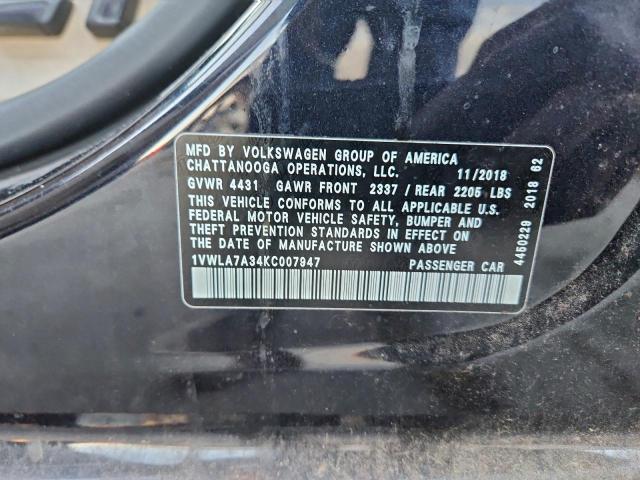 MFD BY VOLKSWAGEN GROUP OF AMERICA
CHATTANOOGA OPERATIONS, LLC. 11/2018
GVWR 4431 GAWR FRONT 2337 / REAR 2205 LBS
THIS VEHICLE CONFORMS TO ALL APPLICABLE U.S.
FEDERAL MOTOR VEHICLE SAFETY, BUMPER AND
THEFT PREVENTION STANDARDS IN EFFECT ON
THE DATE OF MANUFACTURE SHOWN ABOVE
1VWLA7A34KC007947 PASSENGER CAR
4450229 2018 62